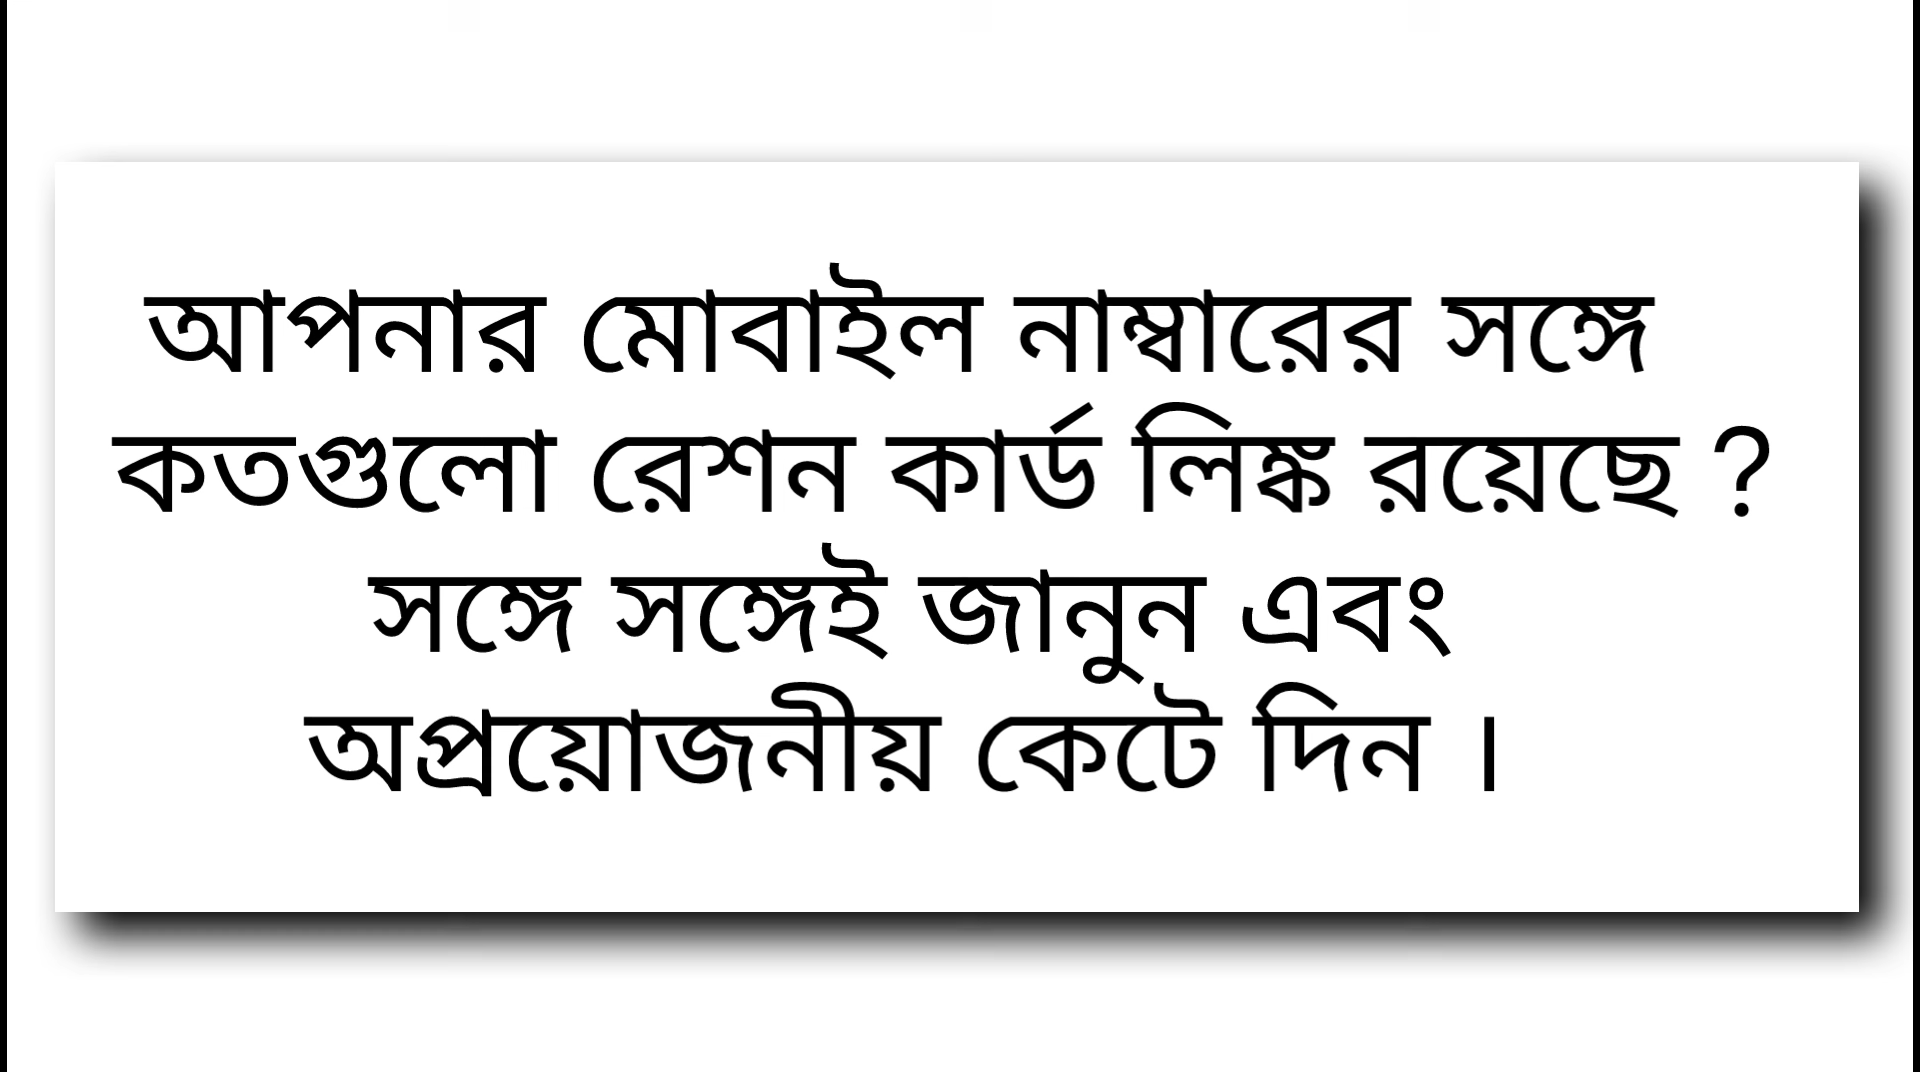 আপনার মোবাইল নাম্বারের সঙ্গে
কতগুলো রেশন কার্ড লিঙ্ক রয়েছে ?
সঙ্গে সঙ্গেই জানুন এবং
অপ্রয়োজনীয় কেটে দিন ।